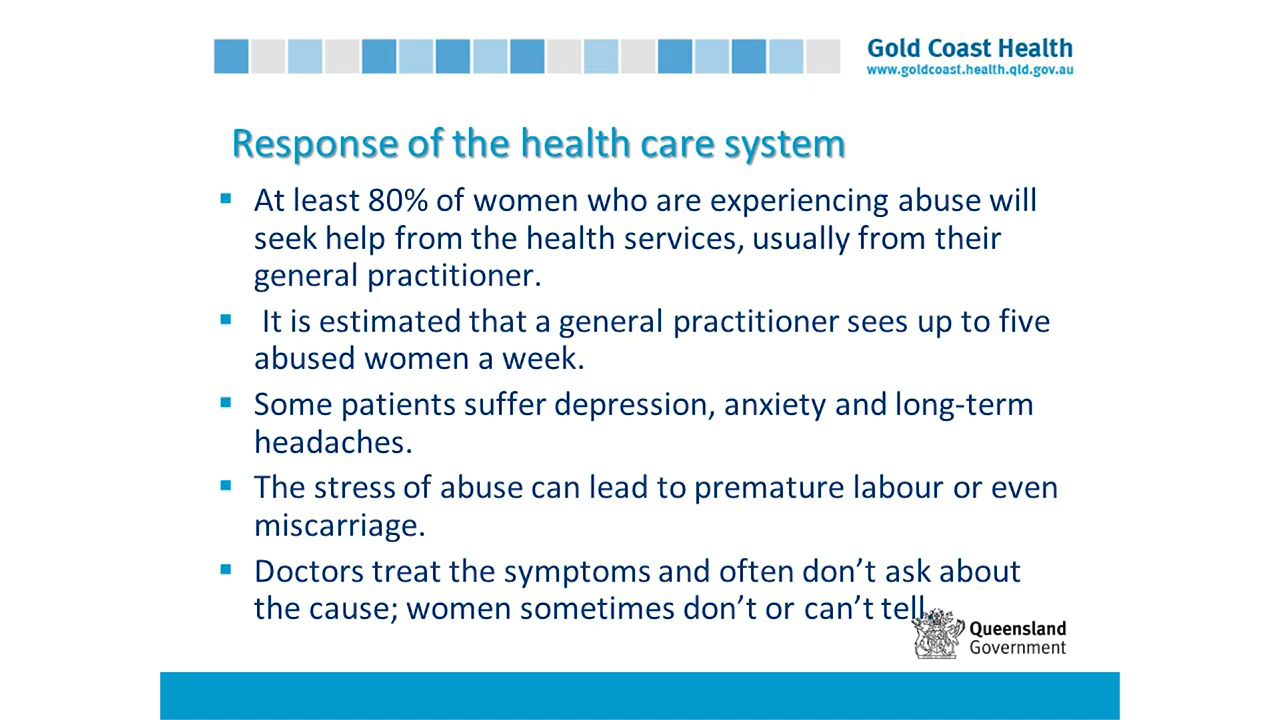 Gold Coast Health
www.goldcoast.health.qld.gov.au
Response of the health care system
▪ At least 80% of women who are experiencing abuse will
seek help from the health services, usually from their
general practitioner.
▪ It is estimated that a general practitioner sees up to five
abused women a week.
▪ Some patients suffer depression, anxiety and long-term
headaches.
▪ The stress of abuse can lead to premature labour or even
miscarriage.
▪ Doctors treat the symptoms and often don’t ask about
the cause; women sometimes don’t or can’t tell.
Queensland
Government